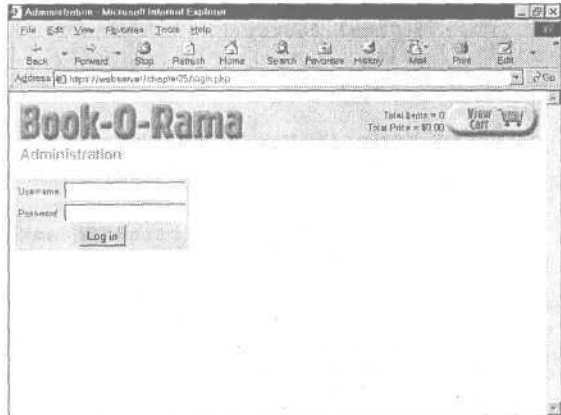 Administration - Microsoft Internet Explorer
File Edit View Favorites Tools Help
Back Forward Stop Refresh Home Search Favorites History Mail Print Edit
Address http://webserver/chapter25/login.php Go
Book-O-Rama
Total Items = 0
Total Price = $0.00
View Cart
Administration
Username
Password
Log in